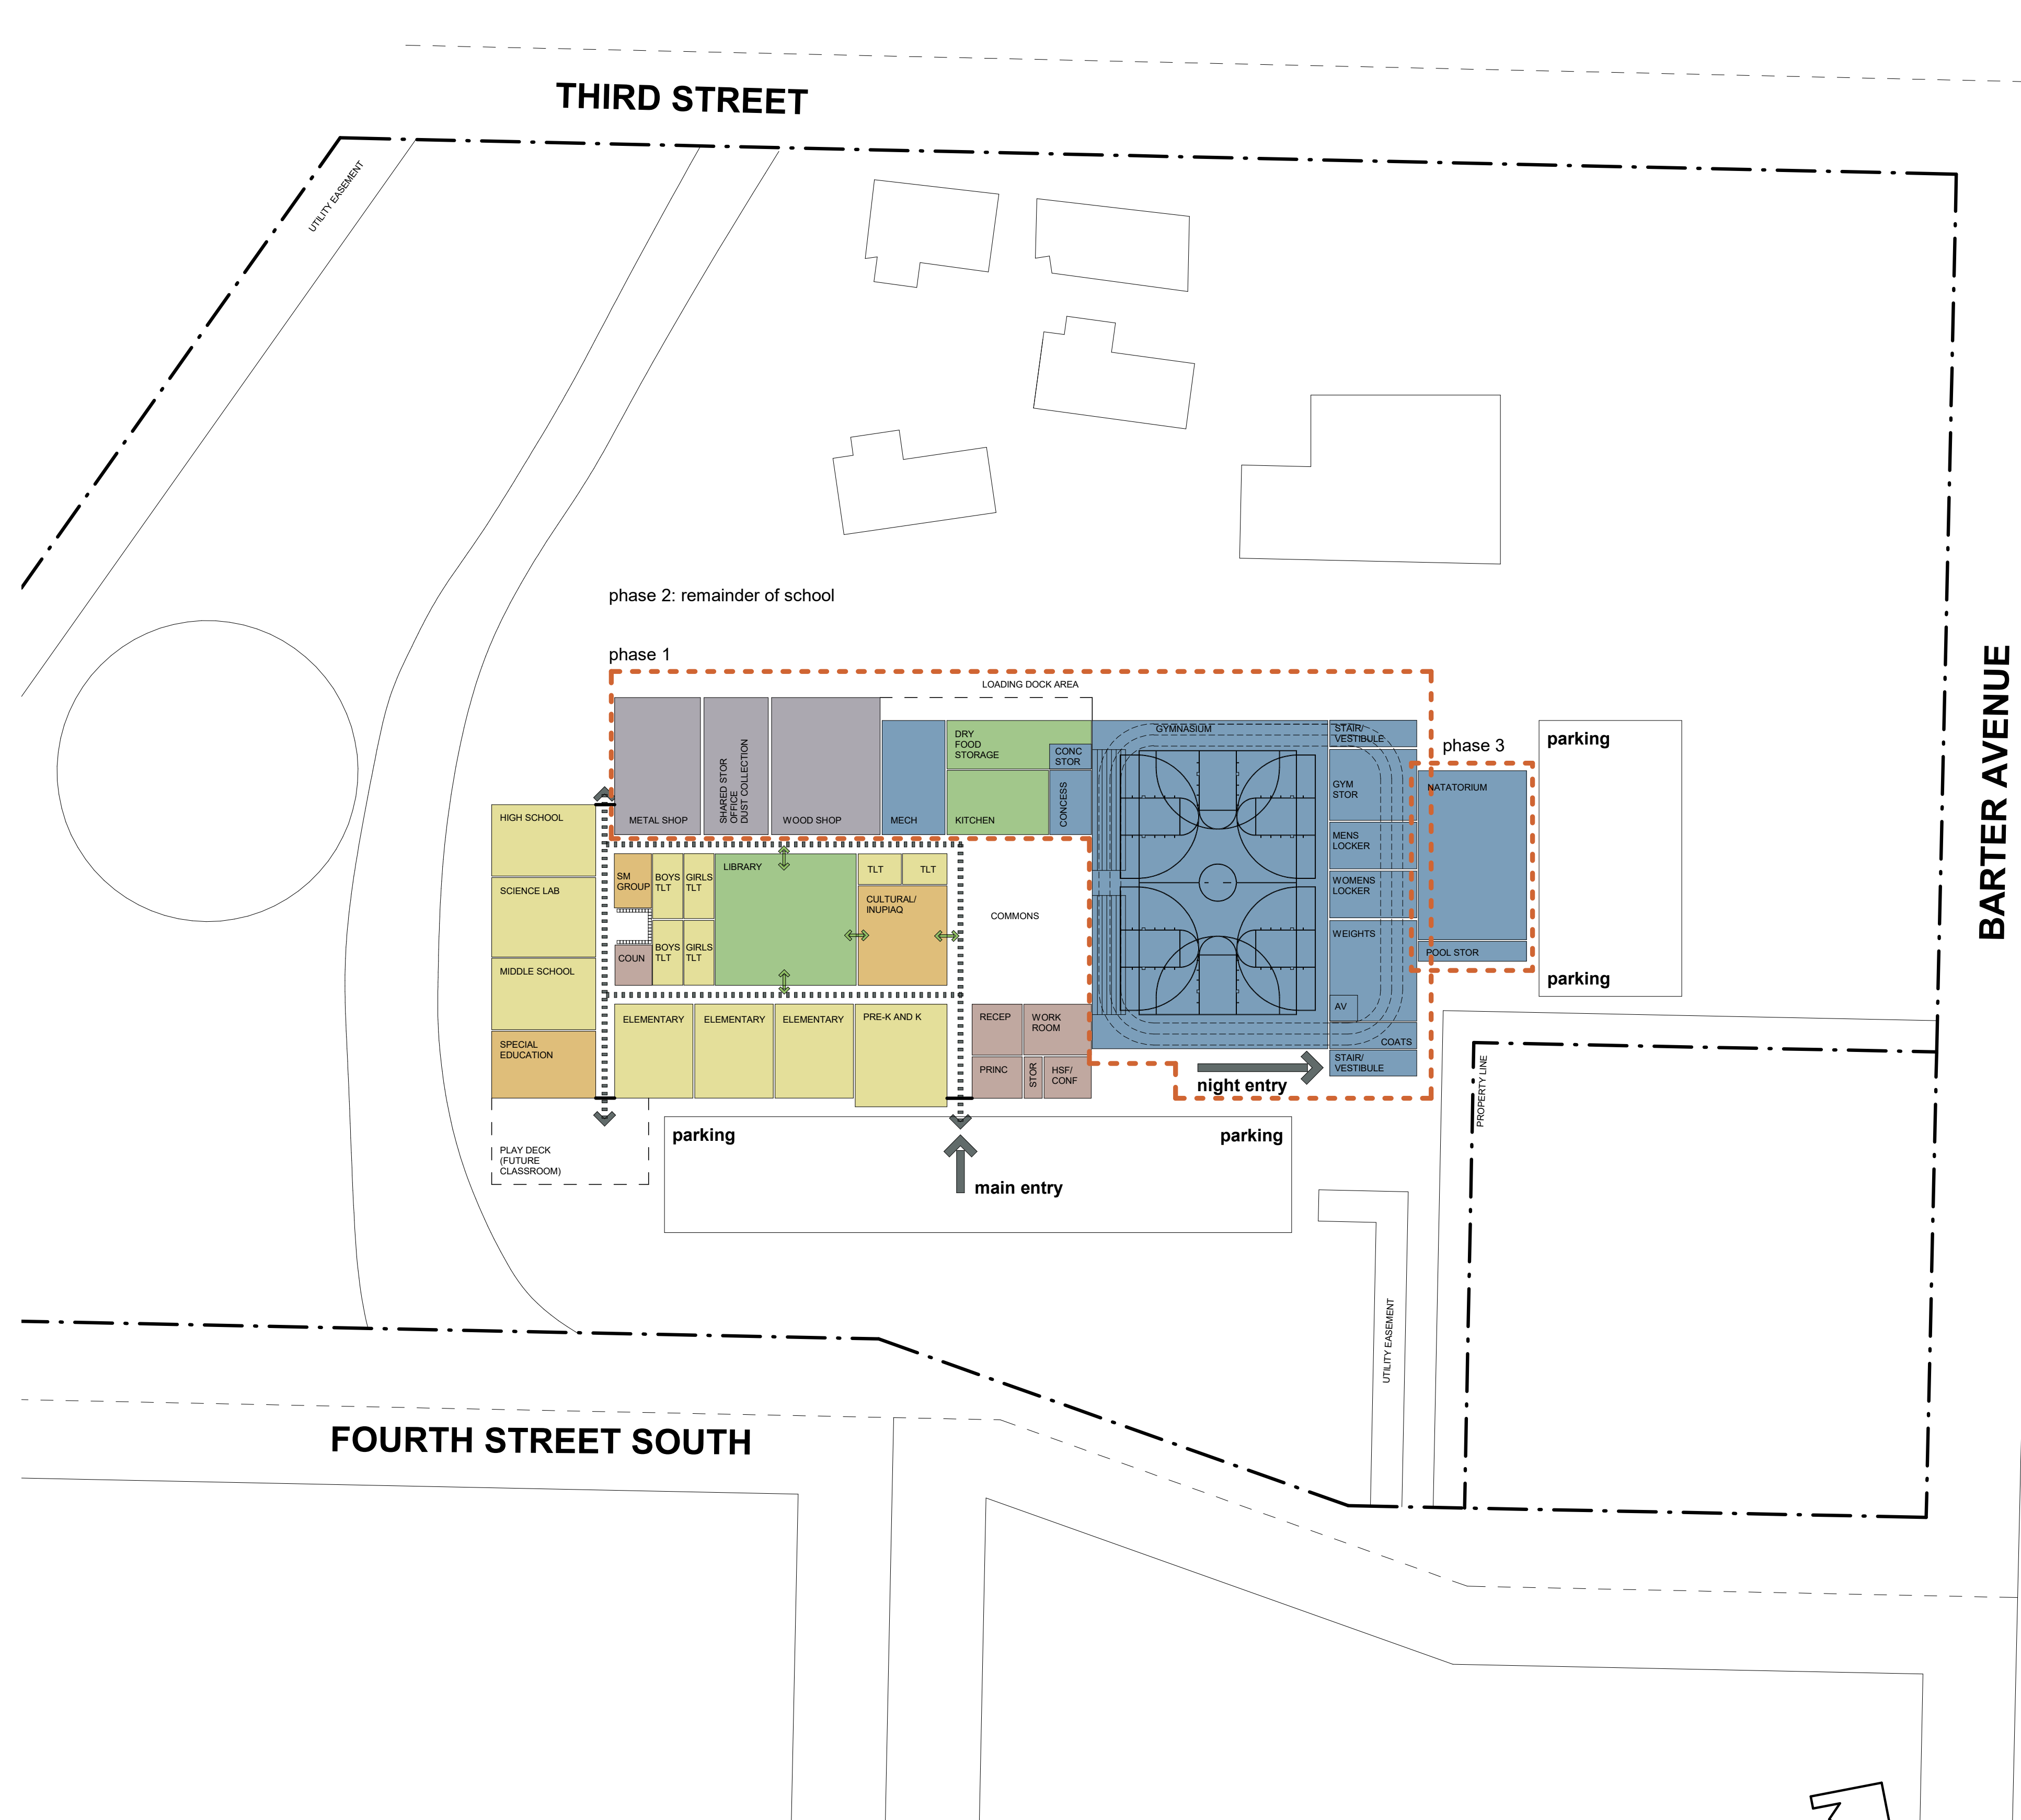 THIRD STREET
UTILITY EASEMENT
phase 2: remainder of school
phase 1
LOADING DOCK AREA
BARTER AVENUE
METAL SHOP
SHARED STOR
OFFICE
DUST COLLECTION
WOOD SHOP
MECH
DRY
FOOD
STORAGE
KITCHEN
CONC
STOR
CONCESS
GYMNASIUM
STAIR/
VESTIBULE
GYM
STOR
MENS
LOCKER
WOMENS
LOCKER
WEIGHTS
AV
COATS
STAIR/
VESTIBULE
phase 3
NATATORIUM
POOL STOR
parking
parking
HIGH SCHOOL
SCIENCE LAB
MIDDLE SCHOOL
SPECIAL
EDUCATION
SM
GROUP
COUN
BOYS
TLT
GIRLS
TLT
BOYS
TLT
GIRLS
TLT
LIBRARY
TLT
TLT
CULTURAL/
INUPIAQ
COMMONS
ELEMENTARY
ELEMENTARY
ELEMENTARY
PRE-K AND K
RECEP
WORK
ROOM
PRINC
STOR
HSF/
CONF
night entry
PROPERTY LINE
PLAY DECK
(FUTURE
CLASSROOM)
parking
parking
main entry
UTILITY EASEMENT
FOURTH STREET SOUTH